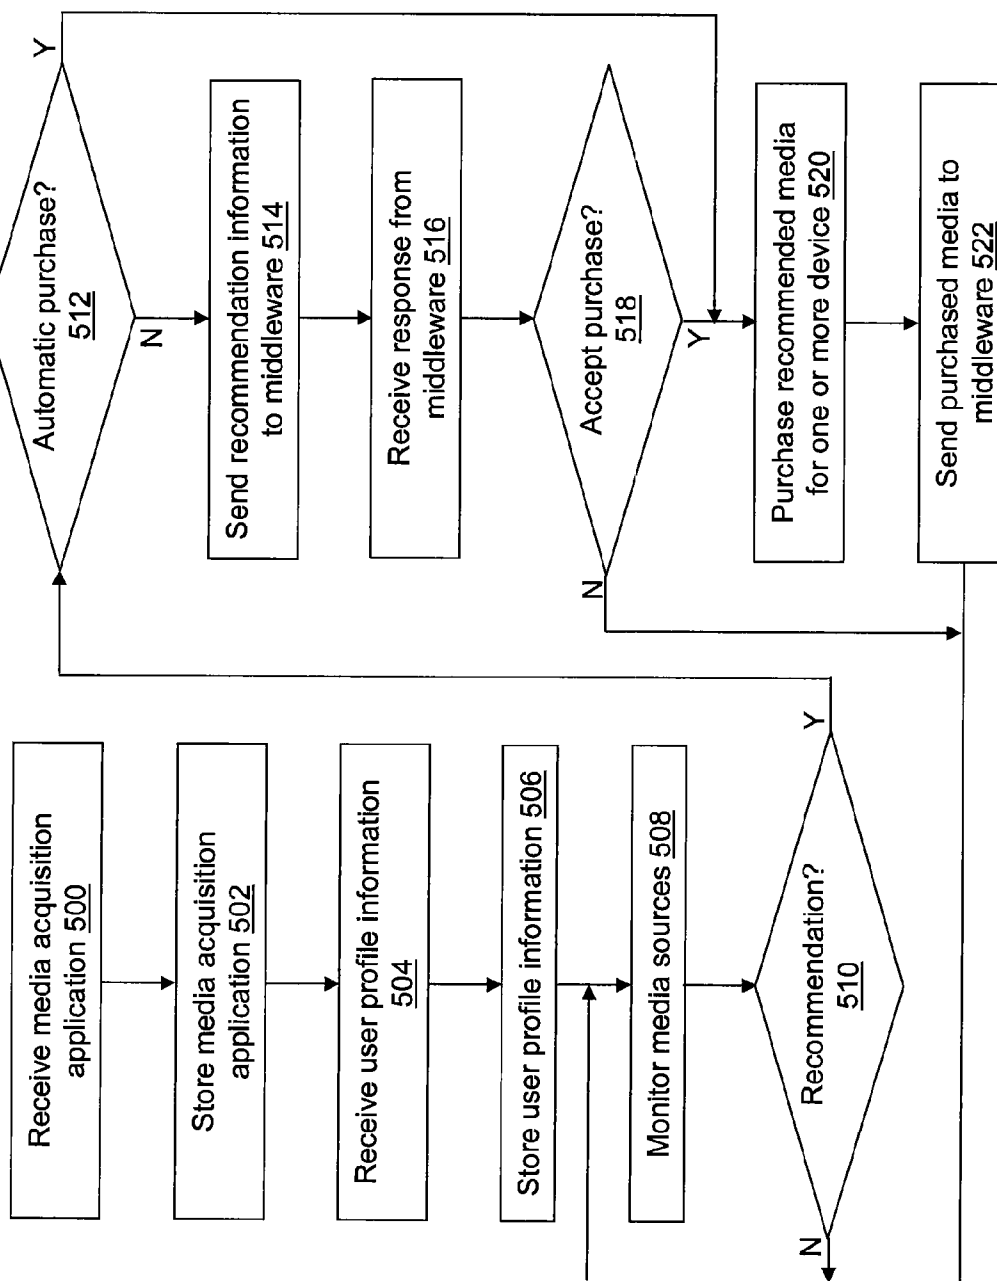 Receive media acquisition
application 500
Store media acquisition
application 502
Receive user profile information
504
Store user profile information 506
Monitor media sources 508
Recommendation?
510
N
Y
Automatic purchase?
512
Y
N
Send recommendation information
to middleware 514
Receive response from
middleware 516
Accept purchase?
518
N
Y
Purchase recommended media
for one or more device 520
Send purchased media to
middleware 522